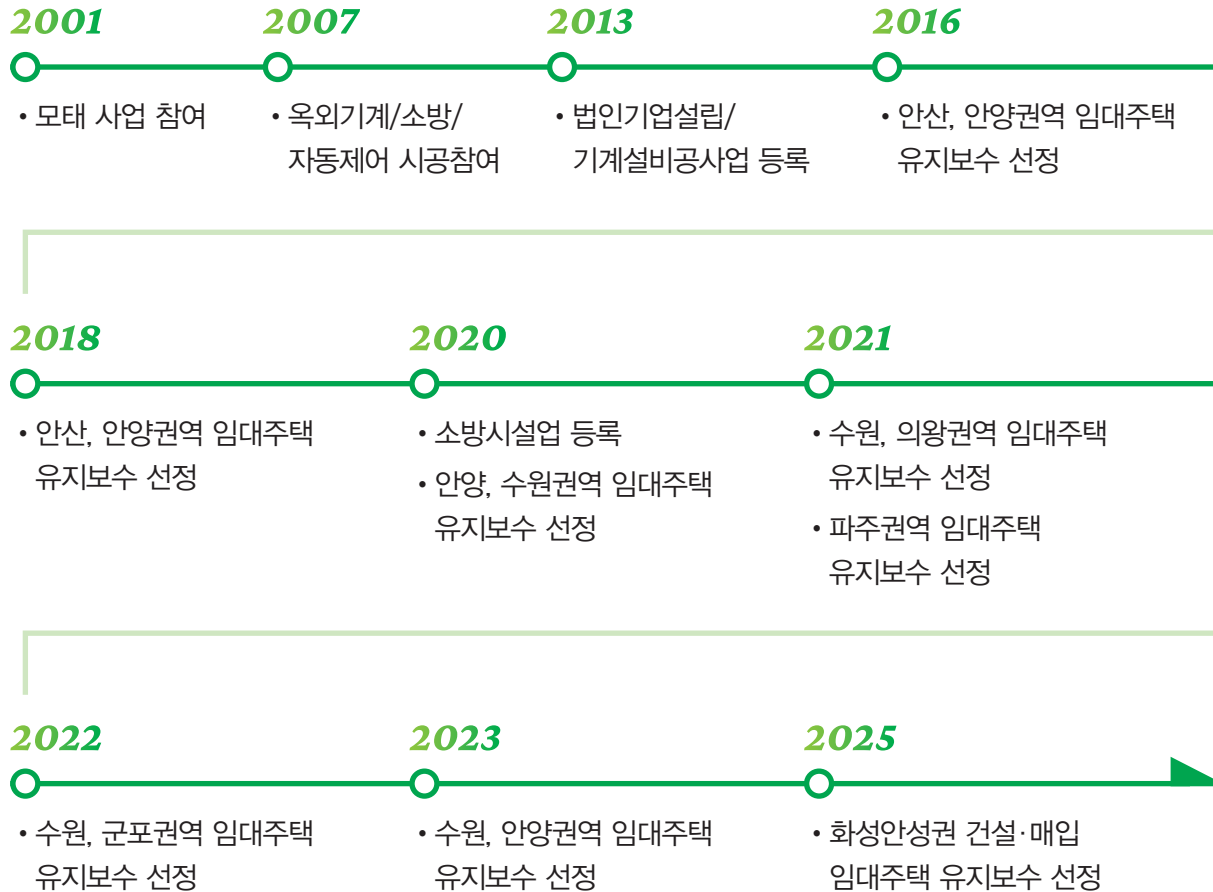 2001
• 모태 사업 참여
2007
• 옥외기계/소방/
자동제어 시공참여
2013
• 법인기업설립/
기계설비공사업 등록
2016
• 안산, 안양권역 임대주택
유지보수 선정
2018
• 안산, 안양권역 임대주택
유지보수 선정
2020
• 소방시설업 등록
• 안양, 수원권역 임대주택
유지보수 선정
2021
• 수원, 의왕권역 임대주택
유지보수 선정
• 파주권역 임대주택
유지보수 선정
2022
• 수원, 군포권역 임대주택
유지보수 선정
2023
• 수원, 안양권역 임대주택
유지보수 선정
2025
• 화성안성권 건설·매입
임대주택 유지보수 선정